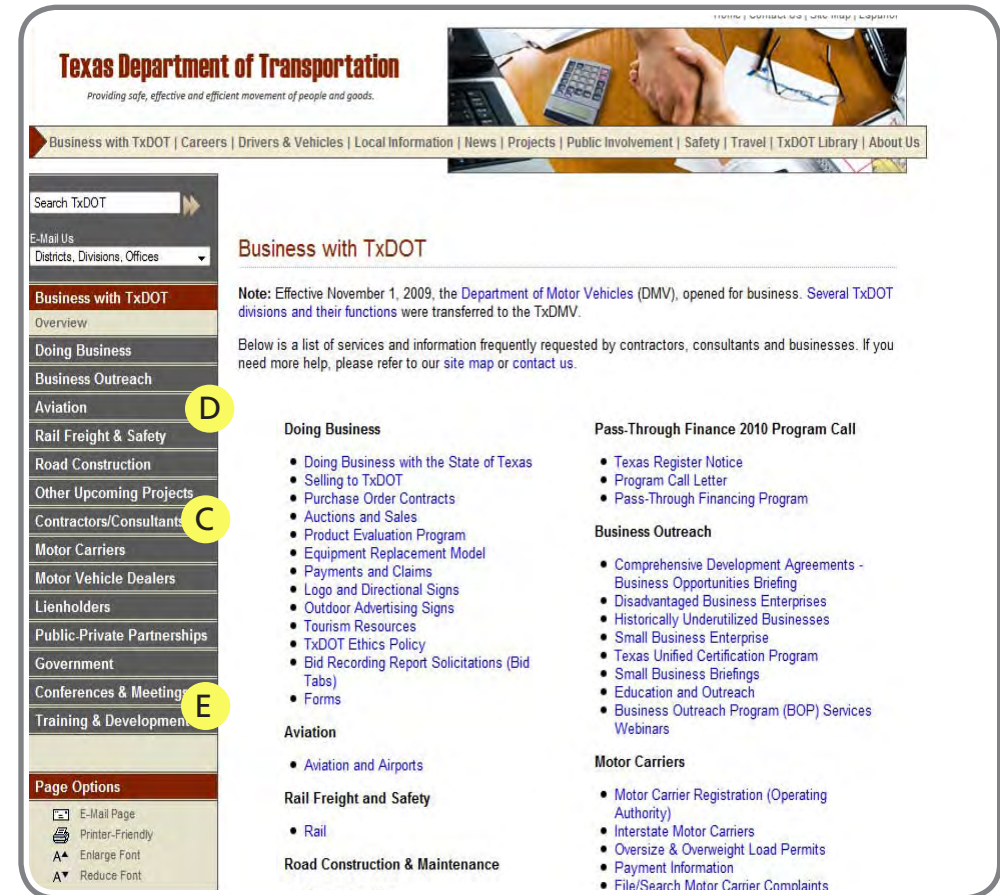 Home | Contact Us | Site Map | Español
Texas Department of Transportation
Providing safe, effective and efficient movement of people and goods.
Business with TxDOT | Careers | Drivers & Vehicles | Local Information | News | Projects | Public Involvement | Safety | Travel | TxDOT Library | About Us
Search TxDOT
E-Mail Us
Districts, Divisions, Offices
Business with TxDOT
Overview
Doing Business
Business Outreach
Aviation
D
Rail Freight & Safety
Road Construction
Other Upcoming Projects
Contractors/Consultants
C
Motor Carriers
Motor Vehicle Dealers
Lienholders
Public-Private Partnerships
Government
Conferences & Meetings
E
Training & Development
Page Options
E-Mail Page
Printer-Friendly
A Enlarge Font
A Reduce Font
Business with TxDOT
Note: Effective November 1, 2009, the Department of Motor Vehicles (DMV), opened for business. Several TxDOT
divisions and their functions were transferred to the TxDMV.
Below is a list of services and information frequently requested by contractors, consultants and businesses. If you
need more help, please refer to our site map or contact us.
Doing Business
• Doing Business with the State of Texas
• Selling to TxDOT
• Purchase Order Contracts
• Auctions and Sales
• Product Evaluation Program
• Equipment Replacement Model
• Payments and Claims
• Logo and Directional Signs
• Outdoor Advertising Signs
• Tourism Resources
• TxDOT Ethics Policy
• Bid Recording Report Solicitations (Bid
Tabs)
• Forms
Aviation
• Aviation and Airports
Rail Freight and Safety
• Rail
Road Construction & Maintenance
Pass-Through Finance 2010 Program Call
• Texas Register Notice
• Program Call Letter
• Pass-Through Financing Program
Business Outreach
• Comprehensive Development Agreements -
Business Opportunities Briefing
• Disadvantaged Business Enterprises
• Historically Underutilized Businesses
• Small Business Enterprise
• Texas Unified Certification Program
• Small Business Briefings
• Education and Outreach
• Business Outreach Program (BOP) Services
Webinars
Motor Carriers
• Motor Carrier Registration (Operating
Authority)
• Interstate Motor Carriers
• Oversize & Overweight Load Permits
• Payment Information
• File/Search Motor Carrier Complaints